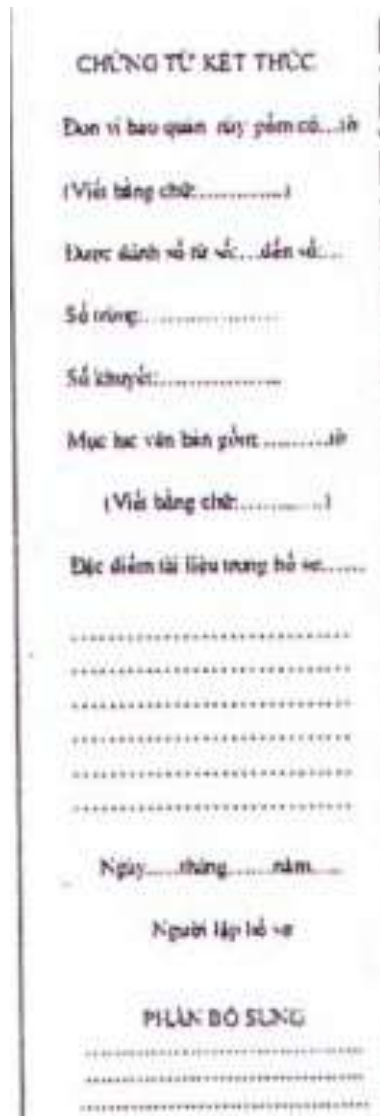 CHỨNG TỪ KẾT THÚC
Đơn vị bảo quản này gồm có...tờ
(Viết bằng chữ:.............)
Được đánh số từ số:...đến số:...
Số trùng:....................
Số khuyết:..................
Mục lục văn bản gồm:..........tờ
(Viết bằng chữ:.............)
Đặc điểm tài liệu trong hồ sơ......
..............................
..............................
..............................
..............................
..............................
..............................
Ngày......tháng.......năm.....
Người lập hồ sơ
PHẦN BỔ SUNG
..............................
..............................
..............................